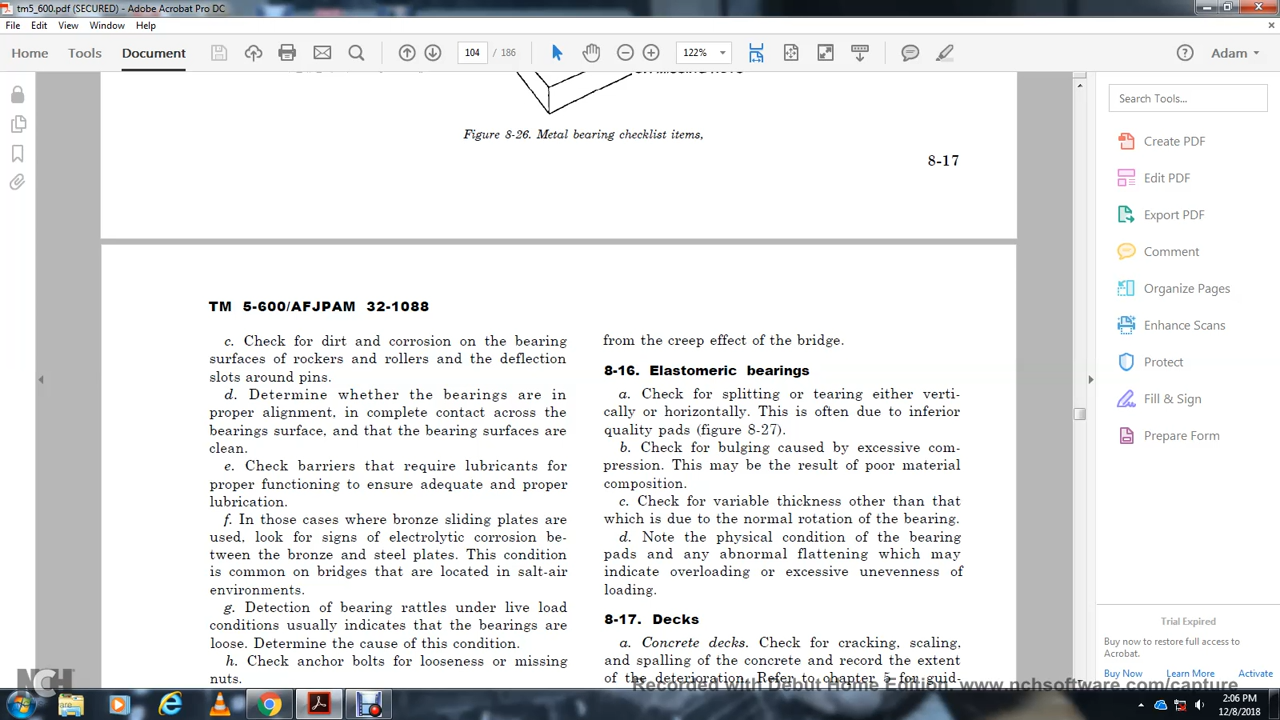 tm5_600.pdf (SECURED) - Adobe Acrobat Pro DC
File Edit View Window Help
Home Tools Document 104 / 186 122% Adam
Figure 8-26. Metal bearing checklist items,
8-17
TM 5-600/AFJPAM 32-1088
c. Check for dirt and corrosion on the bearing
surfaces of rockers and rollers and the deflection
slots around pins.
d. Determine whether the bearings are in
proper alignment, in complete contact across the
bearings surface, and that the bearing surfaces are
clean.
e. Check barriers that require lubricants for
proper functioning to ensure adequate and proper
lubrication.
f. In those cases where bronze sliding plates are
used, look for signs of electrolytic corrosion be-
tween the bronze and steel plates. This condition
is common on bridges that are located in salt-air
environments.
g. Detection of bearing rattles under live load
conditions usually indicates that the bearings are
loose. Determine the cause of this condition.
h. Check anchor bolts for looseness or missing
nuts.
from the creep effect of the bridge.
8-16. Elastomeric bearings
a. Check for splitting or tearing either verti-
cally or horizontally. This is often due to inferior
quality pads (figure 8-27).
b. Check for bulging caused by excessive com-
pression. This may be the result of poor material
composition.
c. Check for variable thickness other than that
which is due to the normal rotation of the bearing.
d. Note the physical condition of the bearing
pads and any abnormal flattening which may
indicate overloading or excessive unevenness of
loading.
8-17. Decks
a. Concrete decks. Check for cracking, scaling,
and spalling of the concrete and record the extent
of the deterioration. Refer to chapter 5 for guid-
Search Tools...
Create PDF
Edit PDF
Export PDF
Comment
Organize Pages
Enhance Scans
Protect
Fill & Sign
Prepare Form
Trial Expired
Buy now to restore full access to
Acrobat.
Buy Now Learn More Activate
NCH
Recorded with Debut Home Edition: www.nchsoftware.com/capture
2:06 PM
12/8/2018